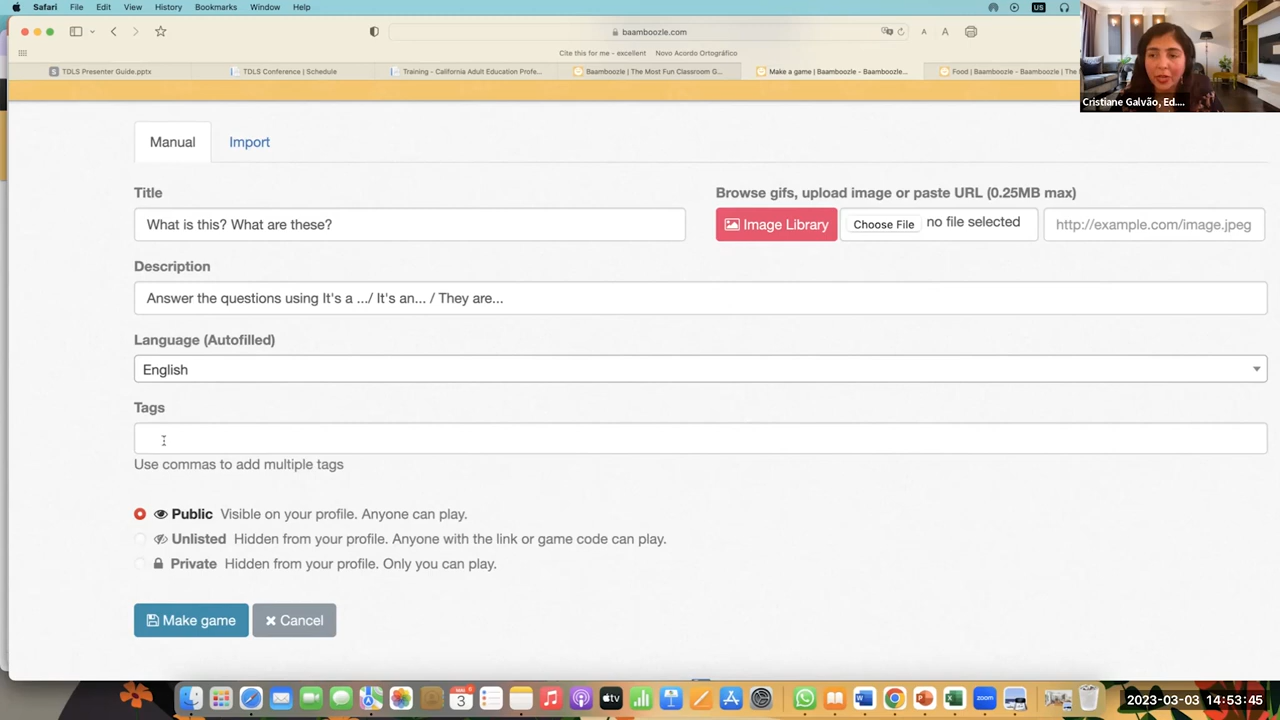 Safari File Edit View History Bookmarks Window Help US
baamboozle.com
Cite this for me - excellent Novo Acordo Ortográfico
TDLS Presenter Guide.pptx TDLS Conference | Schedule Training - California Adult Education Profe... Baamboozle | The Most Fun Classroom G... Make a game | Baamboozle - Baamboozle... Food | Baamboozle - Baamboozle | The
Cristiane Galvão, Ed....
Manual Import
Title
Browse gifs, upload image or paste URL (0.25MB max)
What is this? What are these?
Image Library Choose File no file selected http://example.com/image.jpeg
Description
Answer the questions using It's a .../ It's an... / They are...
Language (Autofilled)
English
Tags
Use commas to add multiple tags
Public Visible on your profile. Anyone can play.
Unlisted Hidden from your profile. Anyone with the link or game code can play.
Private Hidden from your profile. Only you can play.
Make game Cancel
3 tv zoom
2023-03-03 14:53:45